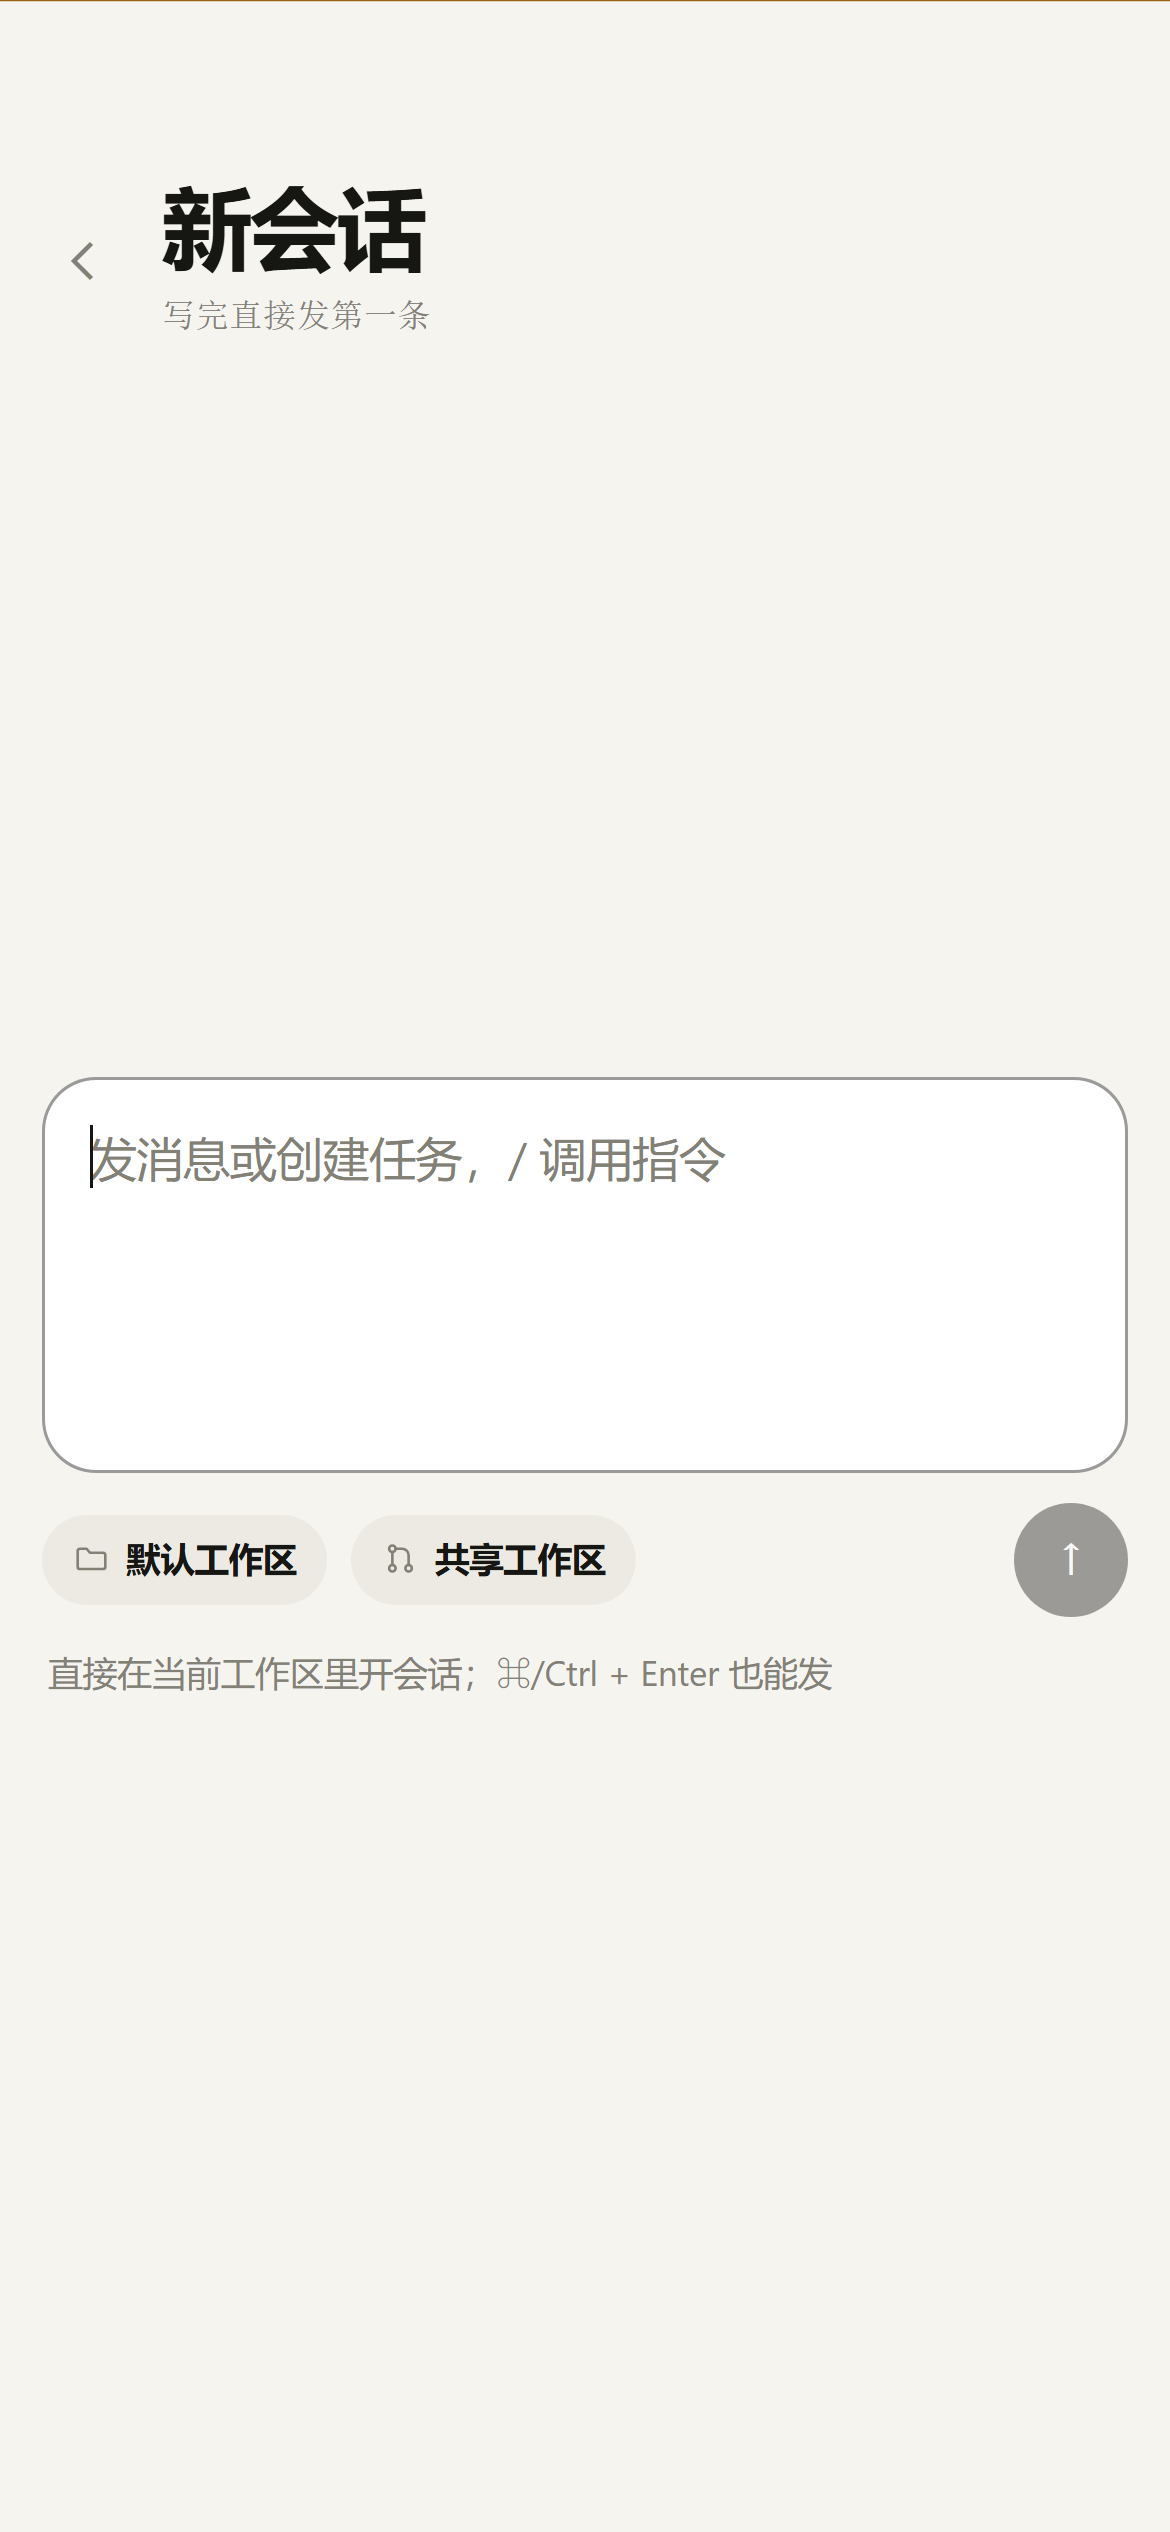 新会话
写完直接发第一条
发消息或创建任务，/ 调用指令
默认工作区
共享工作区
直接在当前工作区里开会话；⌘/Ctrl + Enter 也能发